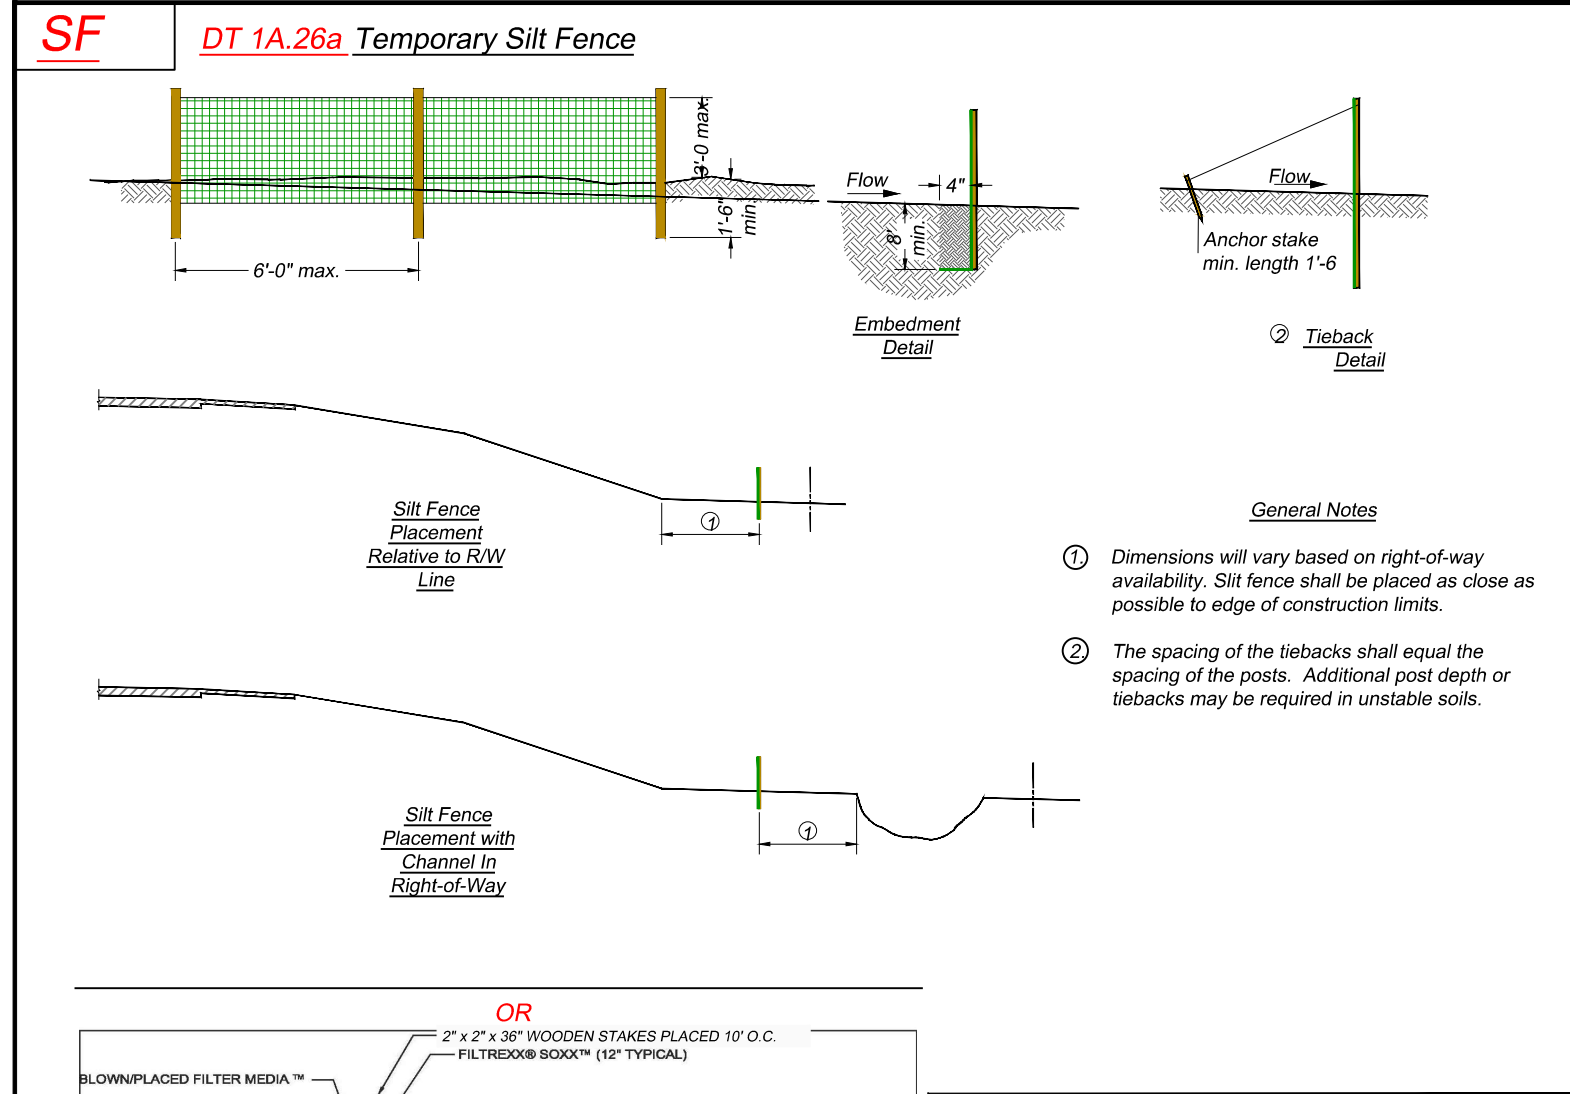 SF
DT 1A.26a Temporary Silt Fence
3'-0 max.
1'-6"
min.
6'-0" max.
Flow
4"
8'
min.
Embedment
Detail
Flow
Anchor stake
min. length 1'-6
2 Tieback
Detail
Silt Fence
Placement
Relative to R/W
Line
1
General Notes
1. Dimensions will vary based on right-of-way
availability. Slit fence shall be placed as close as
possible to edge of construction limits.
2. The spacing of the tiebacks shall equal the
spacing of the posts. Additional post depth or
tiebacks may be required in unstable soils.
Silt Fence
Placement with
Channel In
Right-of-Way
1
OR
2" x 2" x 36" WOODEN STAKES PLACED 10' O.C.
FILTREXX® SOXX™ (12" TYPICAL)
BLOWN/PLACED FILTER MEDIA ™